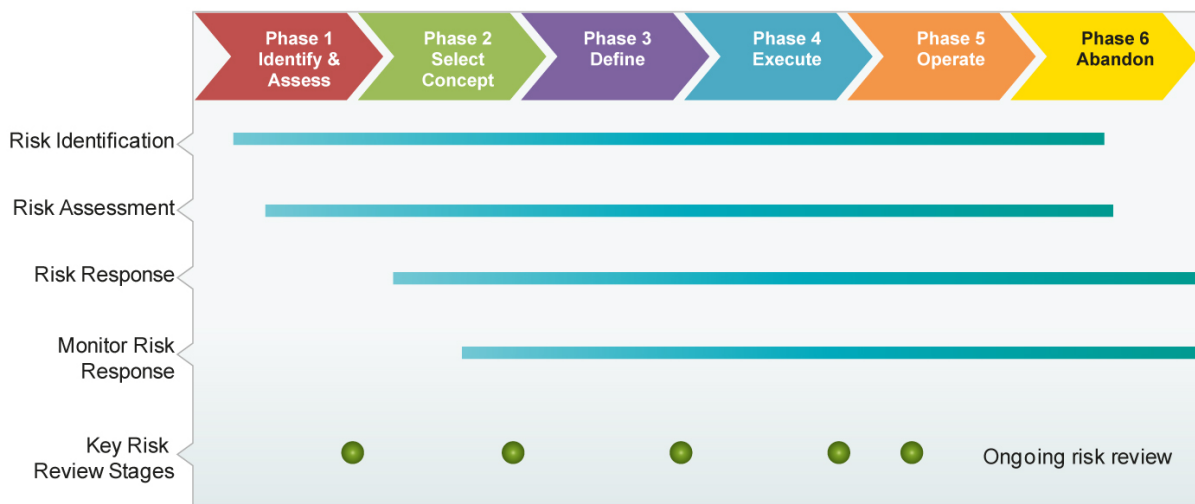 Phase 1
Identify &
Assess
Phase 2
Select
Concept
Phase 3
Define
Phase 4
Execute
Phase 5
Operate
Phase 6
Abandon
Risk Identification
Risk Assessment
Risk Response
Monitor Risk
Response
Key Risk
Review Stages
Ongoing risk review